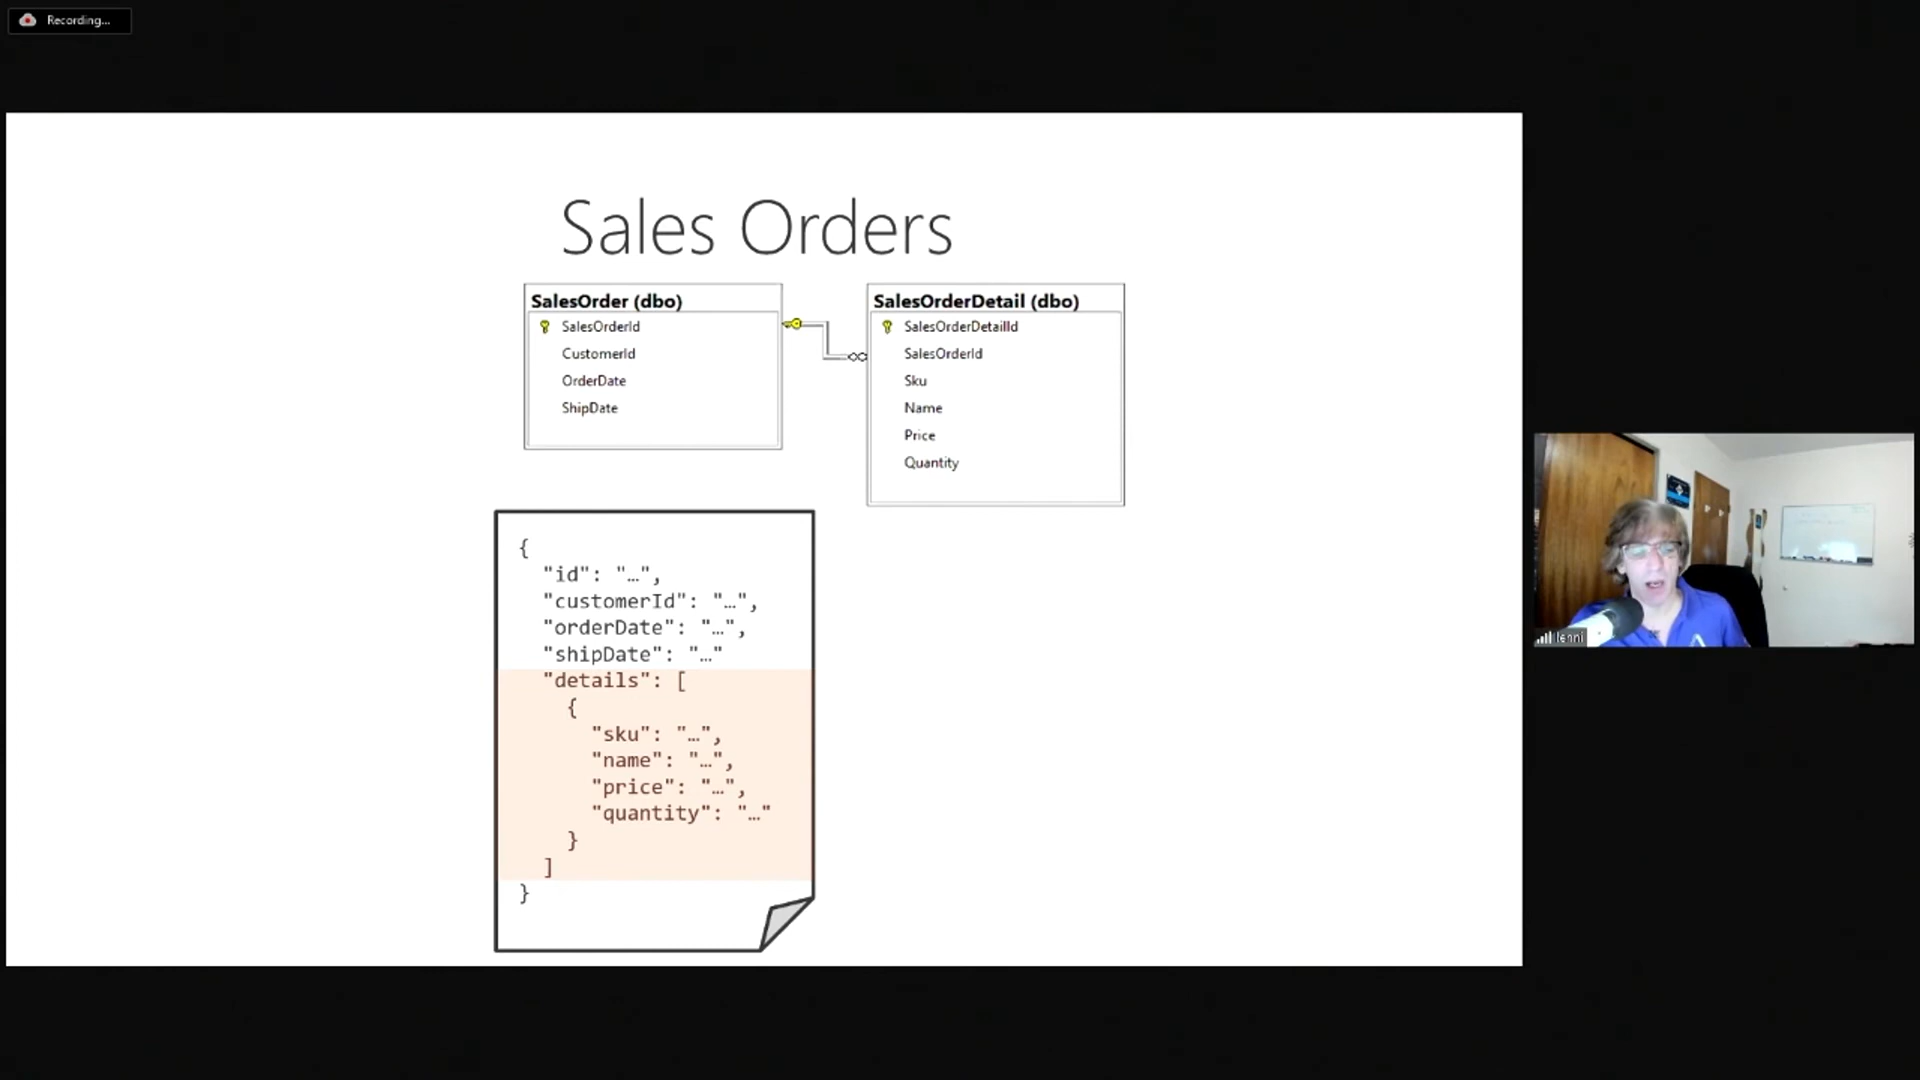 Recording...
Sales Orders
SalesOrder (dbo)
SalesOrderId
CustomerId
OrderDate
ShipDate
SalesOrderDetail (dbo)
SalesOrderDetailId
SalesOrderId
Sku
Name
Price
Quantity
{
"id": "…",
"customerId": "…",
"orderDate": "…",
"shipDate": "…"
"details": [
{
"sku": "…",
"name": "…",
"price": "…",
"quantity": "…"
}
]
}
lenni